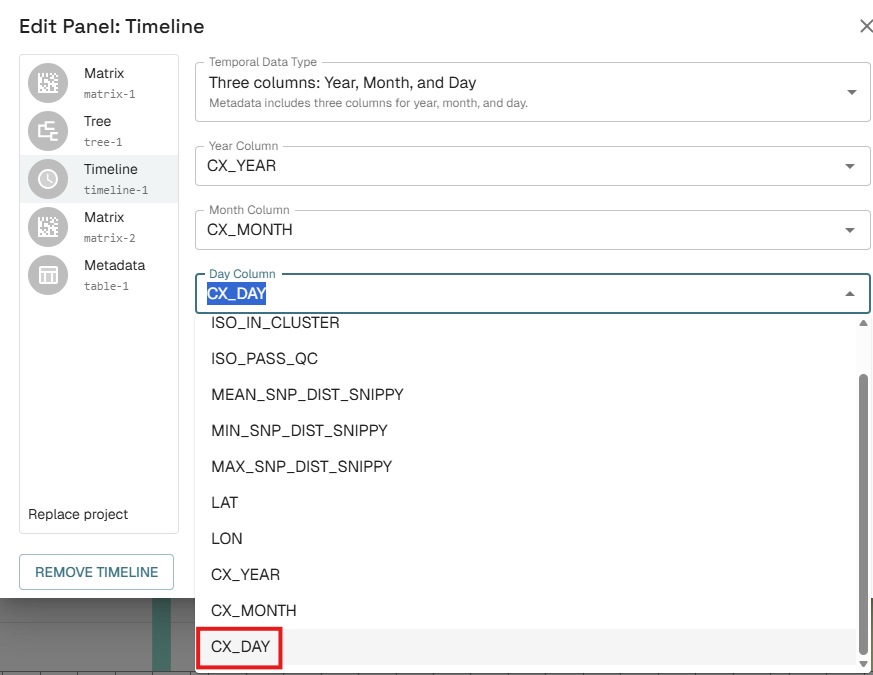 Edit Panel: Timeline
Matrix
matrix-1
Tree
tree-1
Timeline
timeline-1
Matrix
matrix-2
Metadata
table-1
Replace project
REMOVE TIMELINE
Temporal Data Type
Three columns: Year, Month, and Day
Metadata includes three columns for year, month, and day.
Year Column
CX_YEAR
Month Column
CX_MONTH
Day Column
CX_DAY
ISO_IN_CLUSTER
ISO_PASS_QC
MEAN_SNP_DIST_SNIPPY
MIN_SNP_DIST_SNIPPY
MAX_SNP_DIST_SNIPPY
LAT
LON
CX_YEAR
CX_MONTH
CX_DAY